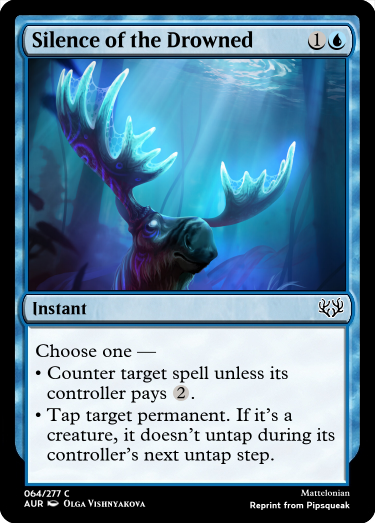 Silence of the Drowned 1
Instant
Choose one —
• Counter target spell unless its
controller pays 2.
• Tap target permanent. If it's a
creature, it doesn't untap during its
controller's next untap step.
064/277 C
Mattelonian
AUR Olga Vishnyakova
Reprint from Pipsqueak